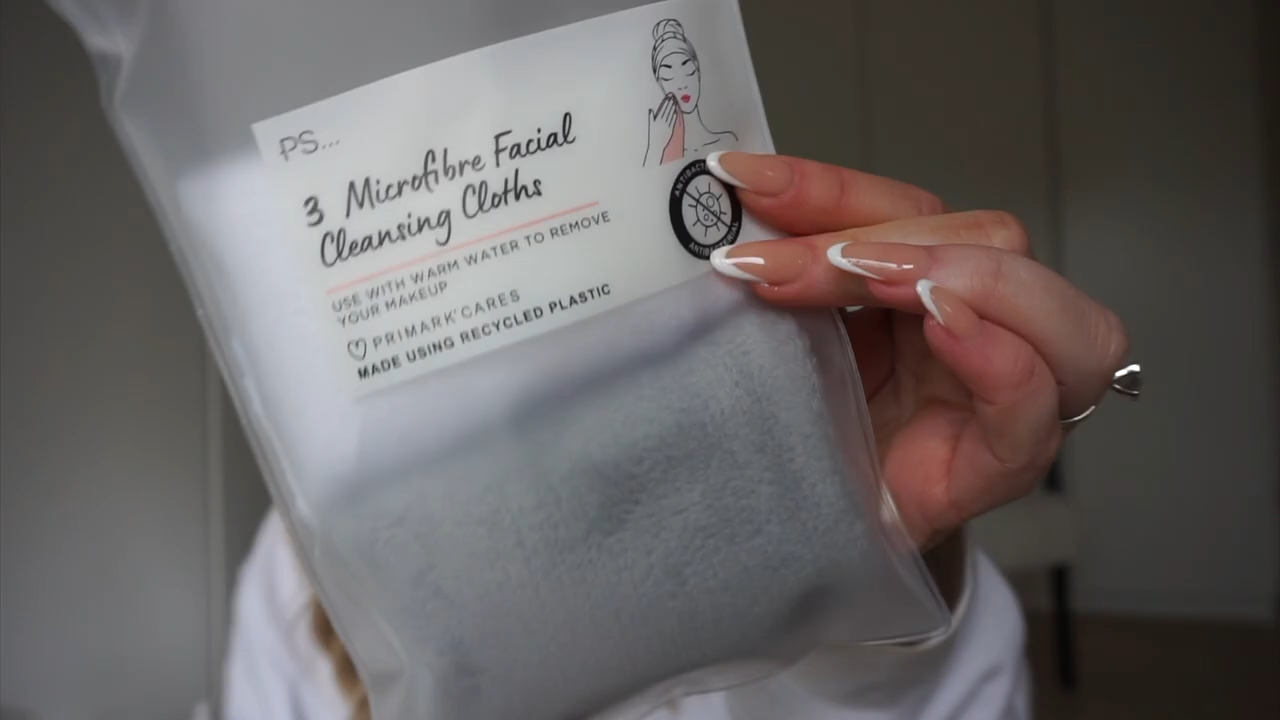 PS...
3 Microfibre Facial
Cleansing Cloths
USE WITH WARM WATER TO REMOVE
YOUR MAKEUP
PRIMARK CARES
MADE USING RECYCLED PLASTIC
ANTIBACTERIAL